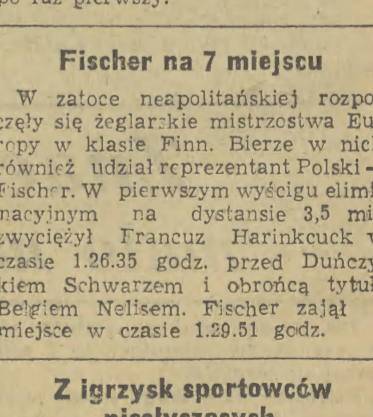 po raz pierwszy.
Fischer na 7 miejscu
W zatoce neapolitańskiej rozpo
częły się żeglarskie mistrzostwa Eu
ropy w klasie Finn. Bierze w nich
również udział reprezentant Polski –
Fischer. W pierwszym wyścigu elimi
nacyjnym na dystansie 3,5 mi
zwyciężył Francuz Harinkcuck w
czasie 1.26.35 godz. przed Duńczy
kiem Schwarzem i obrońcą tytuł
Belgiem Nelisem. Fischer zajął
miejsce w czasie 1.29.51 godz.
Z igrzysk sportowców